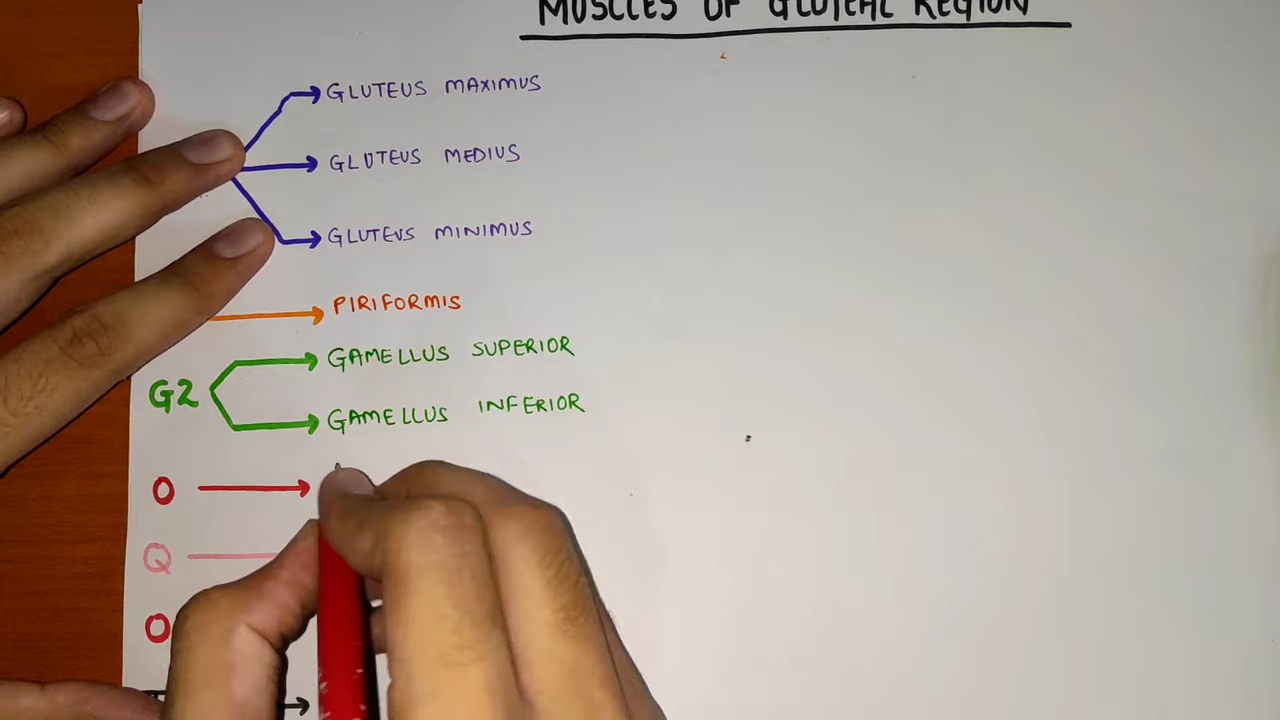 MUSCLES OF GLUTEAL REGION
GLUTEUS MAXIMUS
GLUTEUS MEDIUS
GLUTEUS MINIMUS
PIRIFORMIS
G2
GAMELLUS SUPERIOR
GAMELLUS INFERIOR
O
Q
O